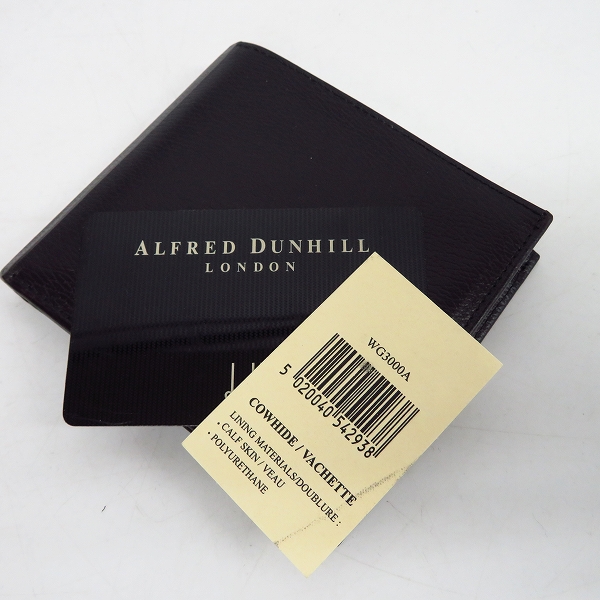 ALFRED DUNHILL
LONDON
WG3000A
5 020040 542938
COWHIDE / VACHETTE
LINING MATERIALS/DOUBLURE :
. CALF SKIN / VEAU
. POLYURETHANE